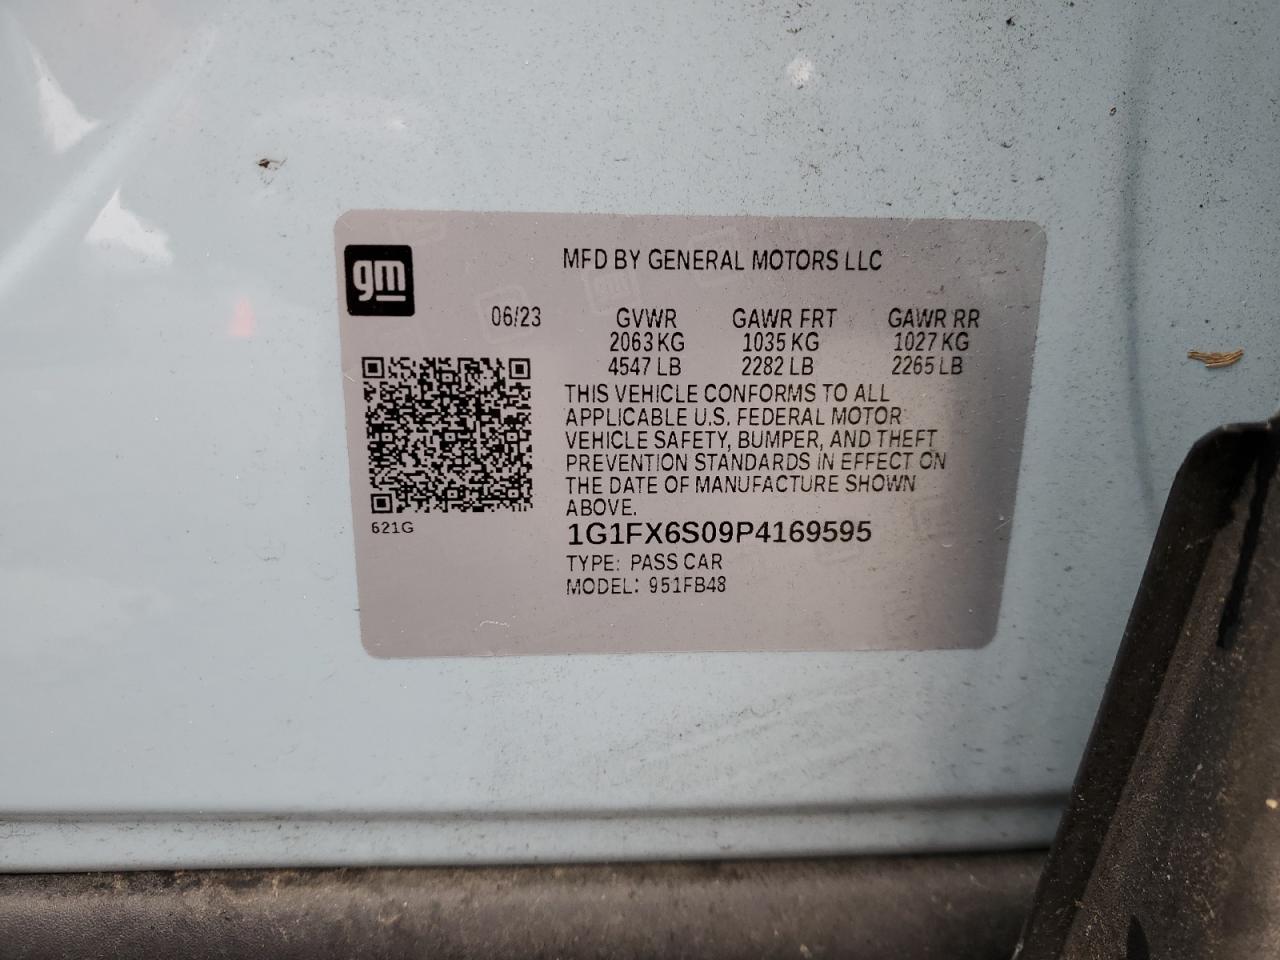 gm
MFD BY GENERAL MOTORS LLC
06/23 GVWR GAWR FRT GAWR RR
2063 KG 1035 KG 1027 KG
4547 LB 2282 LB 2265 LB
THIS VEHICLE CONFORMS TO ALL
APPLICABLE U.S. FEDERAL MOTOR
VEHICLE SAFETY, BUMPER, AND THEFT
PREVENTION STANDARDS IN EFFECT ON
THE DATE OF MANUFACTURE SHOWN
ABOVE.
621G
1G1FX6S09P4169595
TYPE: PASS CAR
MODEL: 951FB48